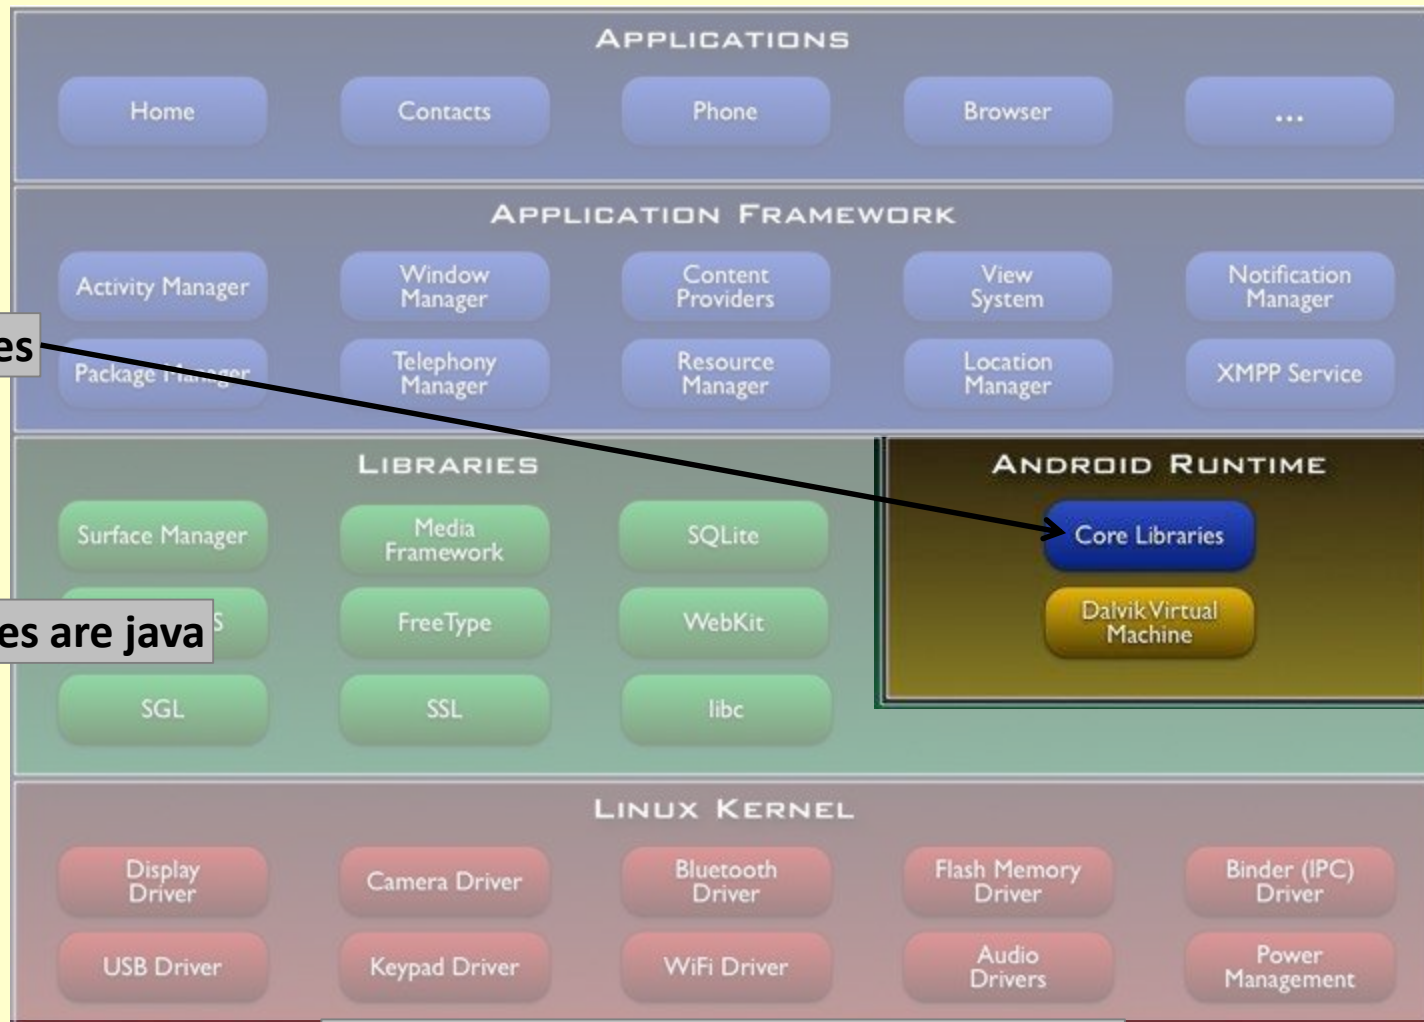 APPLICATIONS
Home
Contacts
Phone
Browser
...
APPLICATION FRAMEWORK
Activity Manager
Window
Manager
Content
Providers
View
System
Notification
Manager
es
Package Manager
Telephony
Manager
Resource
Manager
Location
Manager
XMPP Service
LIBRARIES
ANDROID RUNTIME
Surface Manager
Media
Framework
SQLite
Core Libraries
es are java
S
FreeType
WebKit
Dalvik Virtual
Machine
SGL
SSL
libc
LINUX KERNEL
Display
Driver
Camera Driver
Bluetooth
Driver
Flash Memory
Driver
Binder (IPC)
Driver
USB Driver
Keypad Driver
WiFi Driver
Audio
Drivers
Power
Management